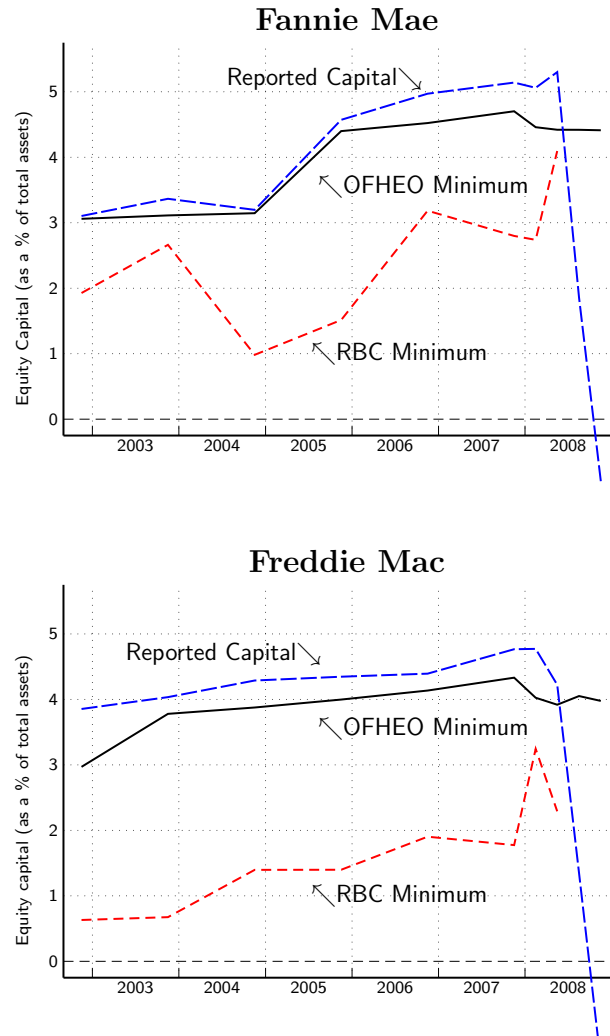 Fannie Mae
Equity Capital (as a % of total assets)
5
4
3
2
1
0
Reported Capital
OFHEO Minimum
RBC Minimum
2003 2004 2005 2006 2007 2008
Freddie Mac
Equity capital (as a % of total assets)
5
4
3
2
1
0
Reported Capital
OFHEO Minimum
RBC Minimum
2003 2004 2005 2006 2007 2008